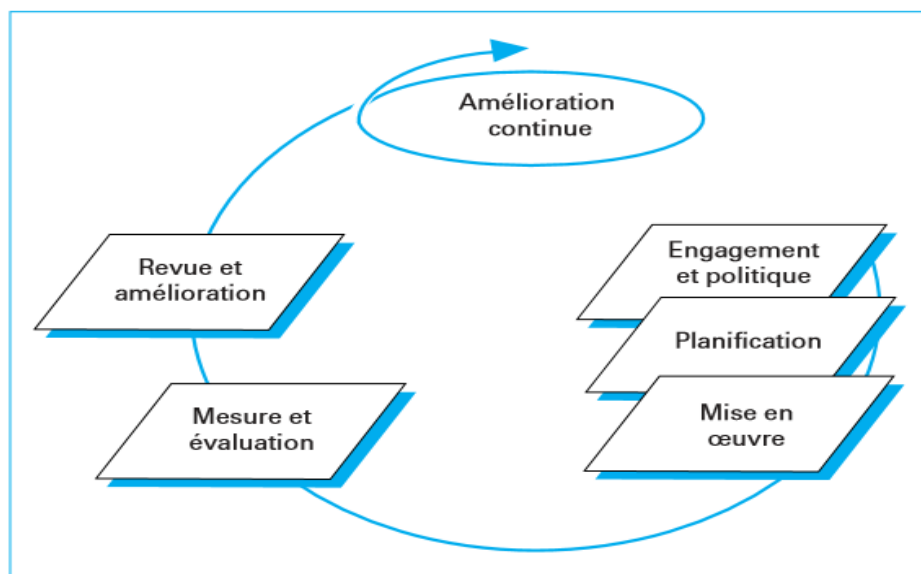 Amélioration
continue
Engagement
et politique
Planification
Mise en
œuvre
Mesure et
évaluation
Revue et
amélioration